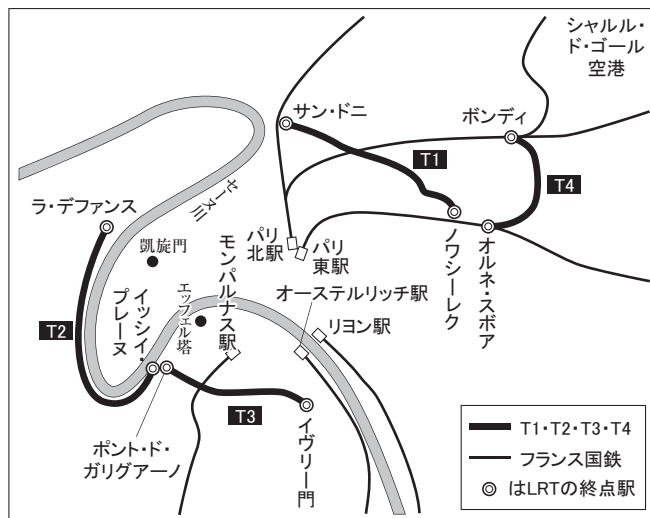 シャルル・
ド・ゴール
空港
サン・ドニ
ボンディ
T1
T4
セーヌ川
ラ・デファンス
凱旋門
モンパルナス駅
パリ
北駅
パリ
東駅
ノワシーレク
オルネ・スボア
イッシイ・
プレーヌ
エッフェル塔
オーステルリッチ駅
リヨン駅
T2
T3
ポント・ド・
ガリグアーノ
イヴリー門
T1・T2・T3・T4
フランス国鉄
はLRTの終点駅